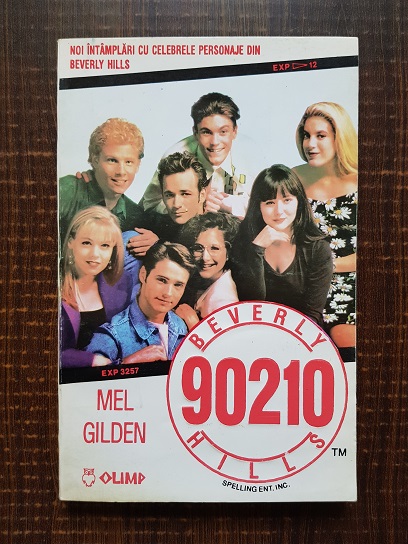 NOI ÎNTÂMPLĂRI CU CELEBRELE PERSONAJE DIN
BEVERLY HILLS
EXP 12
EXP 3257
MEL
GILDEN
OLIMP
BEVERLY
90210
HILLS
TM
SPELLING ENT. INC.